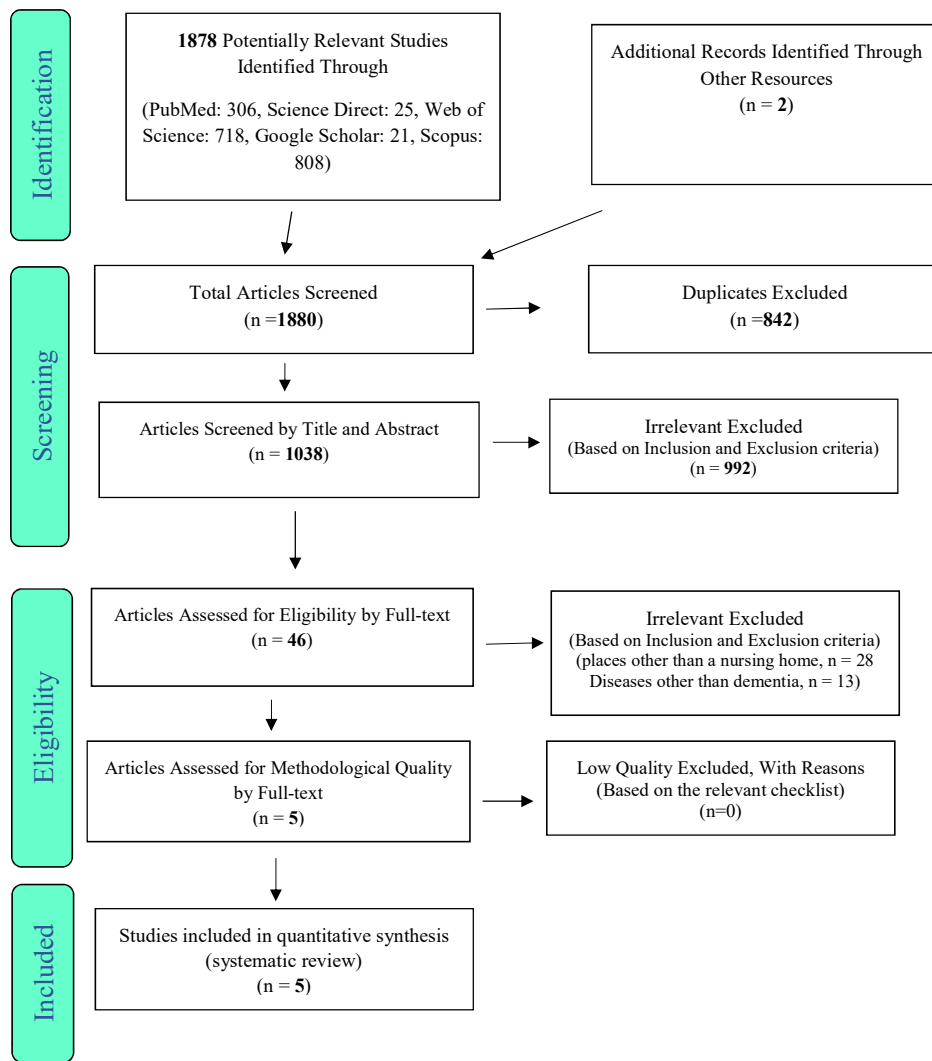 Identification
1878 Potentially Relevant Studies
Identified Through
(PubMed: 306, Science Direct: 25, Web
of Science: 718, Google Scholar: 21, Scopus:
808)
Additional Records Identified Through
Other Resources
(n = 2)
Screening
Total Articles Screened
(n =1880)
Duplicates Excluded
(n =842)
Articles Screened by Title and Abstract
(n = 1038)
Irrelevant Excluded
(Based on Inclusion and Exclusion criteria)
(n = 992)
Eligibility
Articles Assessed for Eligibility by Full-text
(n = 46)
Irrelevant Excluded
(Based on Inclusion and Exclusion criteria)
(places other than a nursing home, n = 28
Diseases other than dementia, n = 13)
Articles Assessed for Methodological Quality
by Full-text
(n = 5)
Low Quality Excluded, With Reasons
(Based on the relevant checklist)
(n=0)
Included
Studies included in quantitative synthesis
(systematic review)
(n = 5)